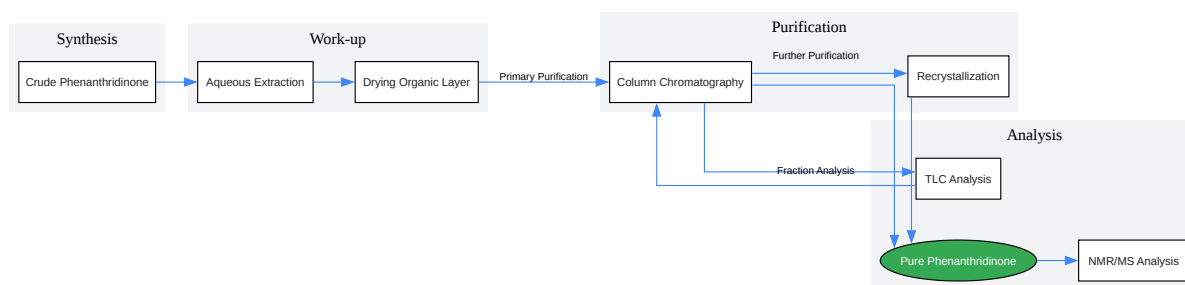 Synthesis
Crude Phenanthridinone
Work-up
Aqueous Extraction
Drying Organic Layer
Primary Purification
Purification
Column Chromatography
Further Purification
Recrystallization
Analysis
Fraction Analysis
TLC Analysis
Pure Phenanthridinone
NMR/MS Analysis